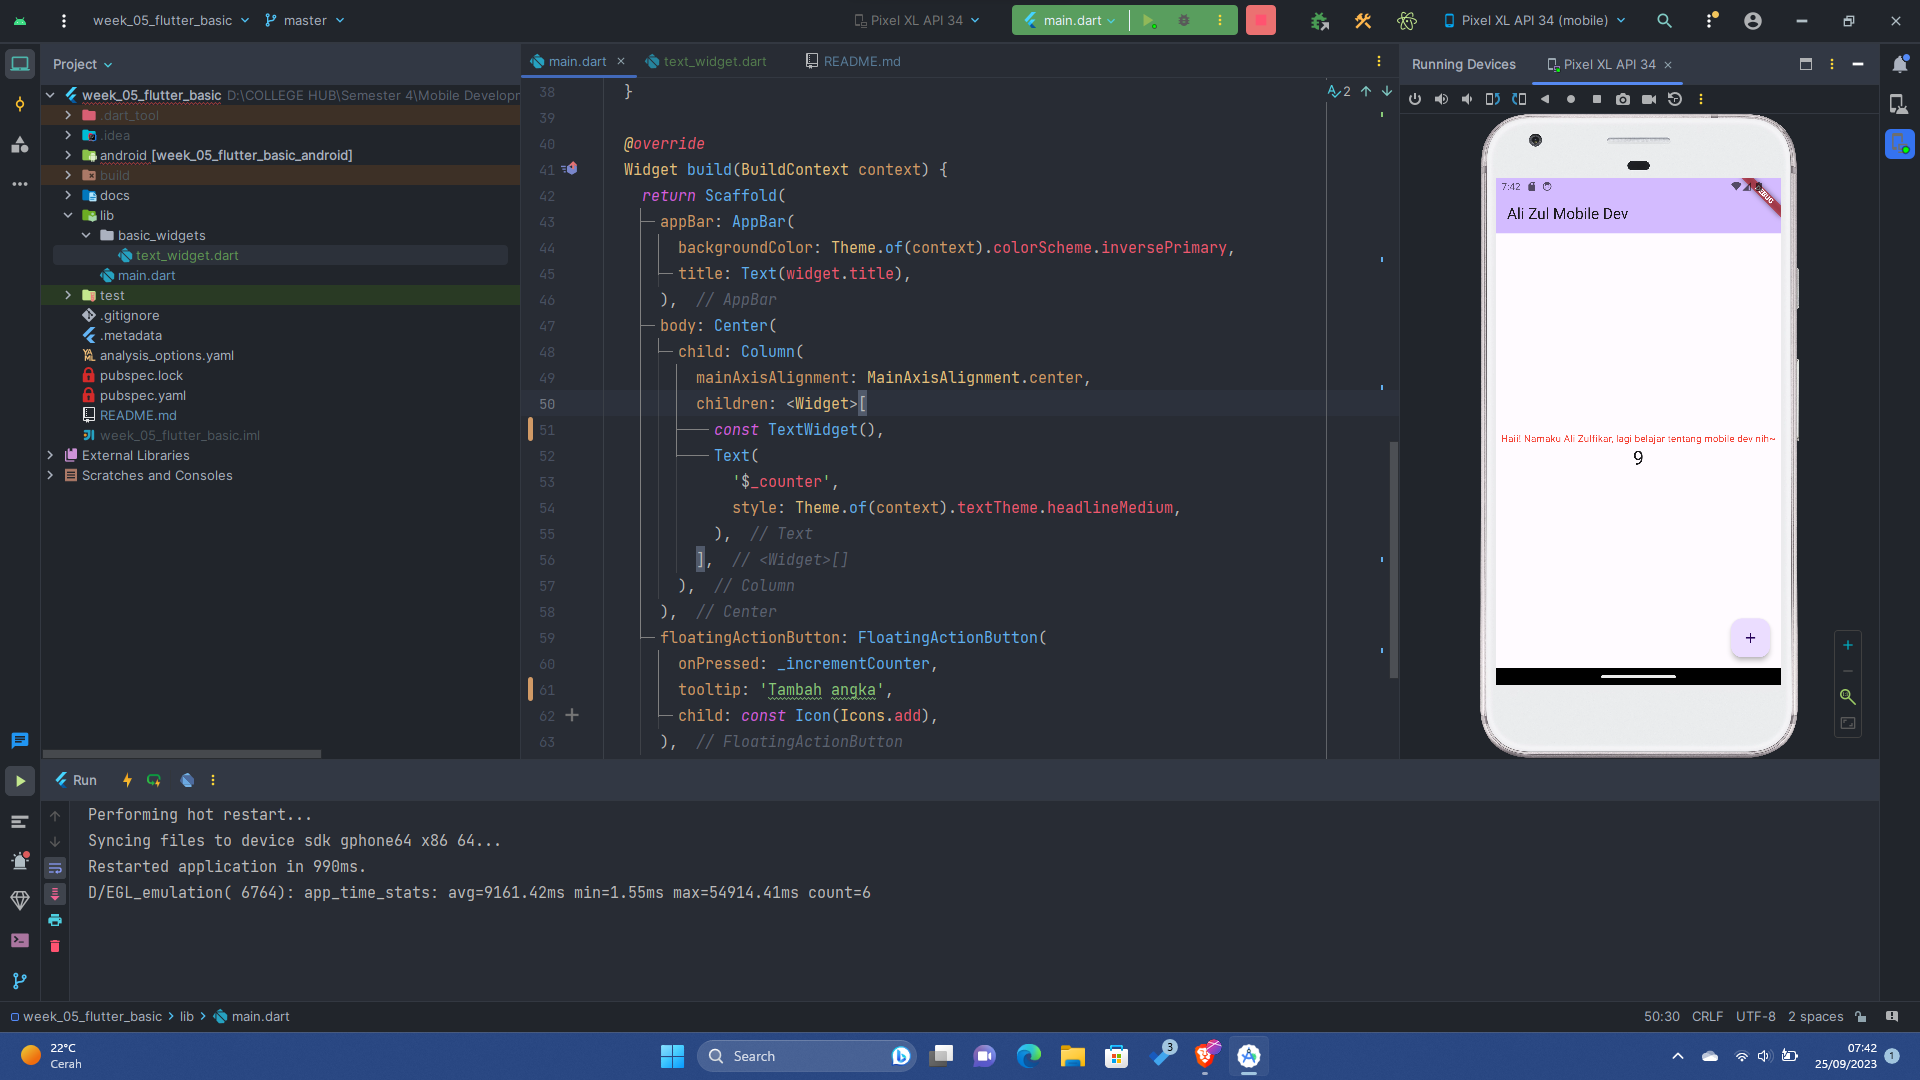 week_05_flutter_basic
master
Pixel XL API 34
main.dart
Pixel XL API 34 (mobile)
Project
week_05_flutter_basic D:\COLLEGE HUB\Semester 4\Mobile Developr
.dart_tool
.idea
android [week_05_flutter_basic_android]
build
docs
lib
basic_widgets
text_widget.dart
main.dart
test
.gitignore
.metadata
analysis_options.yaml
pubspec.lock
pubspec.yaml
README.md
week_05_flutter_basic.iml
External Libraries
Scratches and Consoles
main.dart
text_widget.dart
README.md
2
38 }
39
40 @override
41 Widget build(BuildContext context) {
42 return Scaffold(
43 appBar: AppBar(
44 backgroundColor: Theme.of(context).colorScheme.inversePrimary,
45 title: Text(widget.title),
46 ), // AppBar
47 body: Center(
48 child: Column(
49 mainAxisAlignment: MainAxisAlignment.center,
50 children: <Widget>[
51 const TextWidget(),
52 Text(
53 '$_counter',
54 style: Theme.of(context).textTheme.headlineMedium,
55 ), // Text
56 ], // <Widget>[]
57 ), // Column
58 ), // Center
59 floatingActionButton: FloatingActionButton(
60 onPressed: _incrementCounter,
61 tooltip: 'Tambah angka',
62 child: const Icon(Icons.add),
63 ), // FloatingActionButton
Running Devices
Pixel XL API 34
7:42
DEBUG
Ali Zul Mobile Dev
Haii! Namaku Ali Zulfikar, lagi belajar tentang mobile dev nih~
9
+
Run
Performing hot restart...
Syncing files to device sdk gphone64 x86 64...
Restarted application in 990ms.
D/EGL_emulation( 6764): app_time_stats: avg=9161.42ms min=1.55ms max=54914.41ms count=6
week_05_flutter_basic > lib > main.dart
50:30 CRLF UTF-8 2 spaces
22°C
Cerah
Search
3
07:42
25/09/2023
1